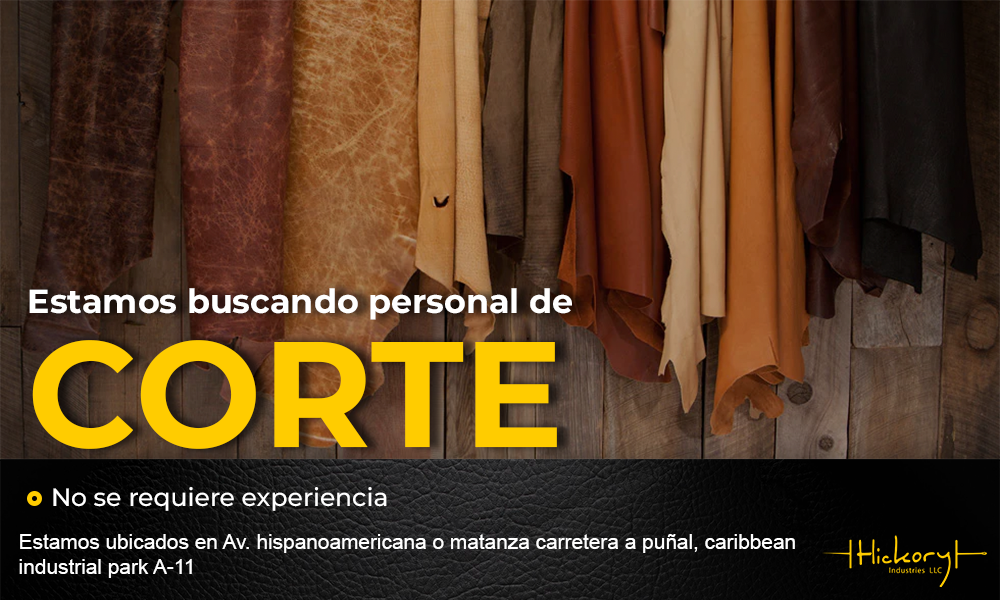 Estamos buscando personal de
CORTE
No se requiere experiencia
Estamos ubicados en Av. hispanoamericana o matanza carretera a puñal, caribbean
industrial park A-11
Hickory
Industries LLC